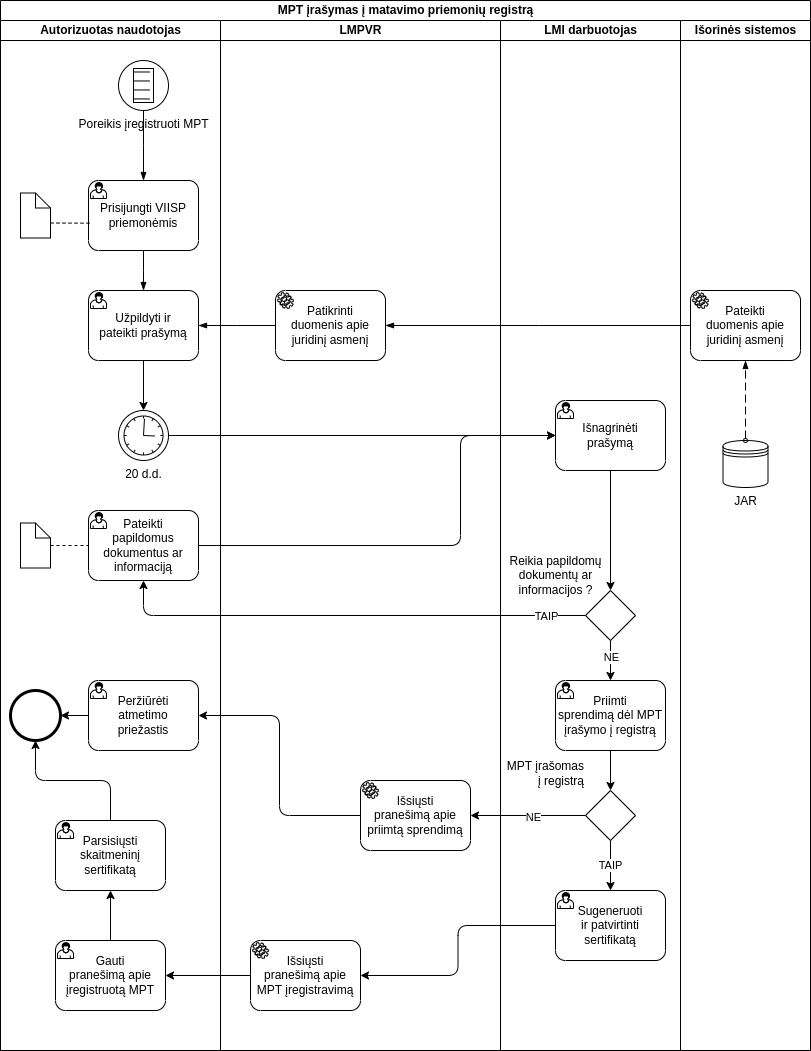 MPT įrašymas į matavimo priemonių registrą
Autorizuotas naudotojas
LMPVR
LMI darbuotojas
Išorinės sistemos
Poreikis įregistruoti MPT
Prisijungti VIISP
priemonėmis
Užpildyti ir
pateikti prašymą
Patikrinti
duomenis apie
juridinį asmenį
Pateikti
duomenis apie
juridinį asmenį
20 d.d.
Išnagrinėti
prašymą
JAR
Pateikti
papildomus
dokumentus ar
informaciją
Reikia papildomų
dokumentų ar
informacijos ?
TAIP
NE
Peržiūrėti
atmetimo
priežastis
Priimti
sprendimą dėl MPT
įrašymo į registrą
MPT įrašomas
į registrą
Išsiųsti
pranešimą apie
priimtą sprendimą
NE
TAIP
Parsisiųsti
skaitmeninį
sertifikatą
Sugeneruoti
ir patvirtinti
sertifikatą
Gauti
pranešimą apie
įregistruotą MPT
Išsiųsti
pranešimą apie
MPT įregistravimą